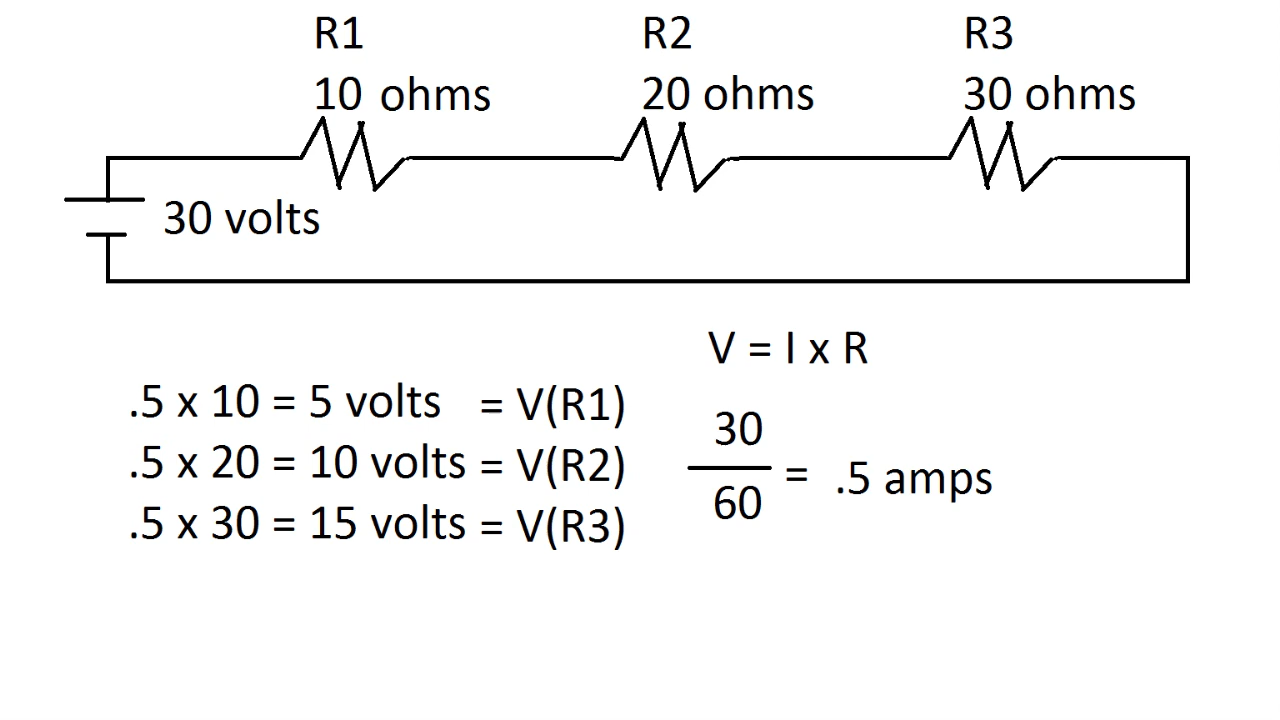 R1 R2 R3
10 ohms 20 ohms 30 ohms
30 volts
V = I x R
.5 x 10 = 5 volts = V(R1)
.5 x 20 = 10 volts = V(R2)
.5 x 30 = 15 volts = V(R3)
30
60
= .5 amps